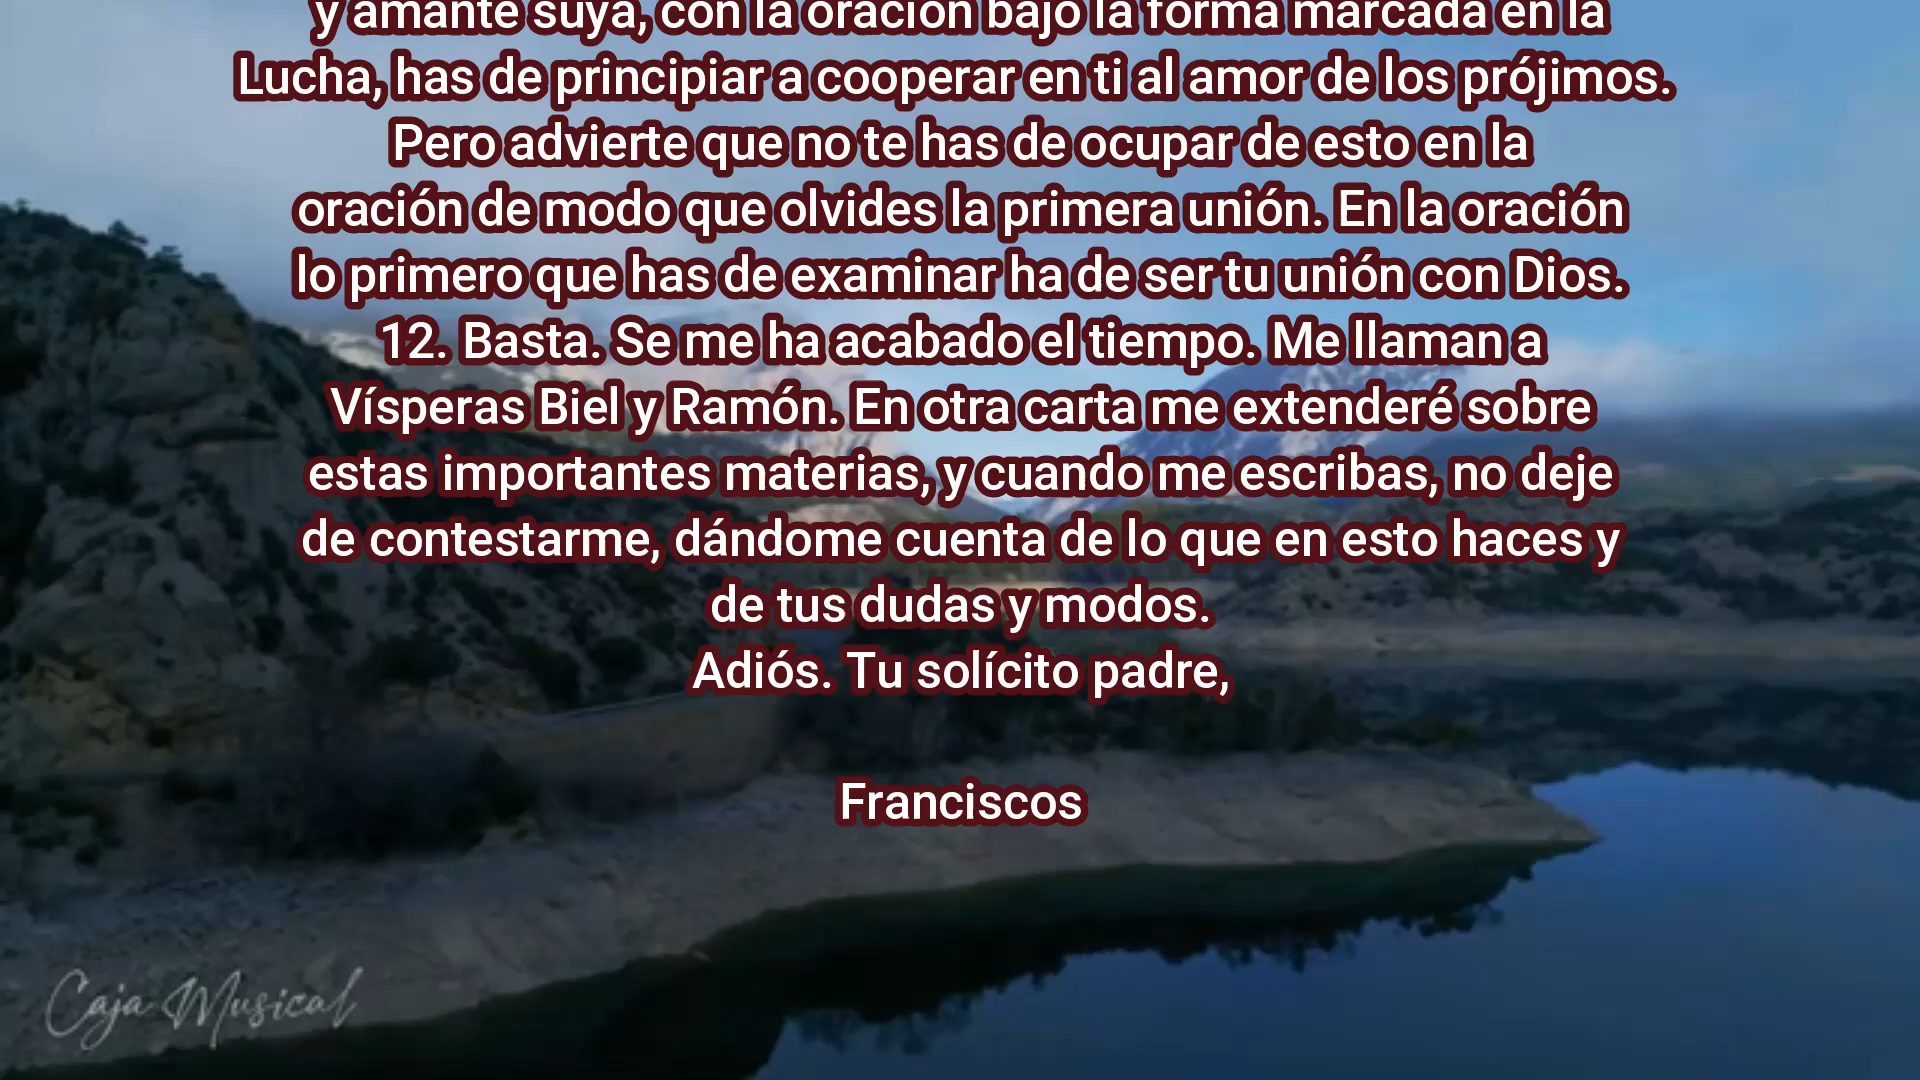 y amante suya, con la oración bajo la forma marcada en la
Lucha, has de principiar a cooperar en ti al amor de los prójimos.
Pero advierte que no te has de ocupar de esto en la
oración de modo que olvides la primera unión. En la oración
lo primero que has de examinar ha de ser tu unión con Dios.
12. Basta. Se me ha acabado el tiempo. Me llaman a
Vísperas Biel y Ramón. En otra carta me extenderé sobre
estas importantes materias, y cuando me escribas, no deje
de contestarme, dándome cuenta de lo que en esto haces y
de tus dudas y modos.
Adiós. Tu solícito padre,
Franciscos
Caja Musical